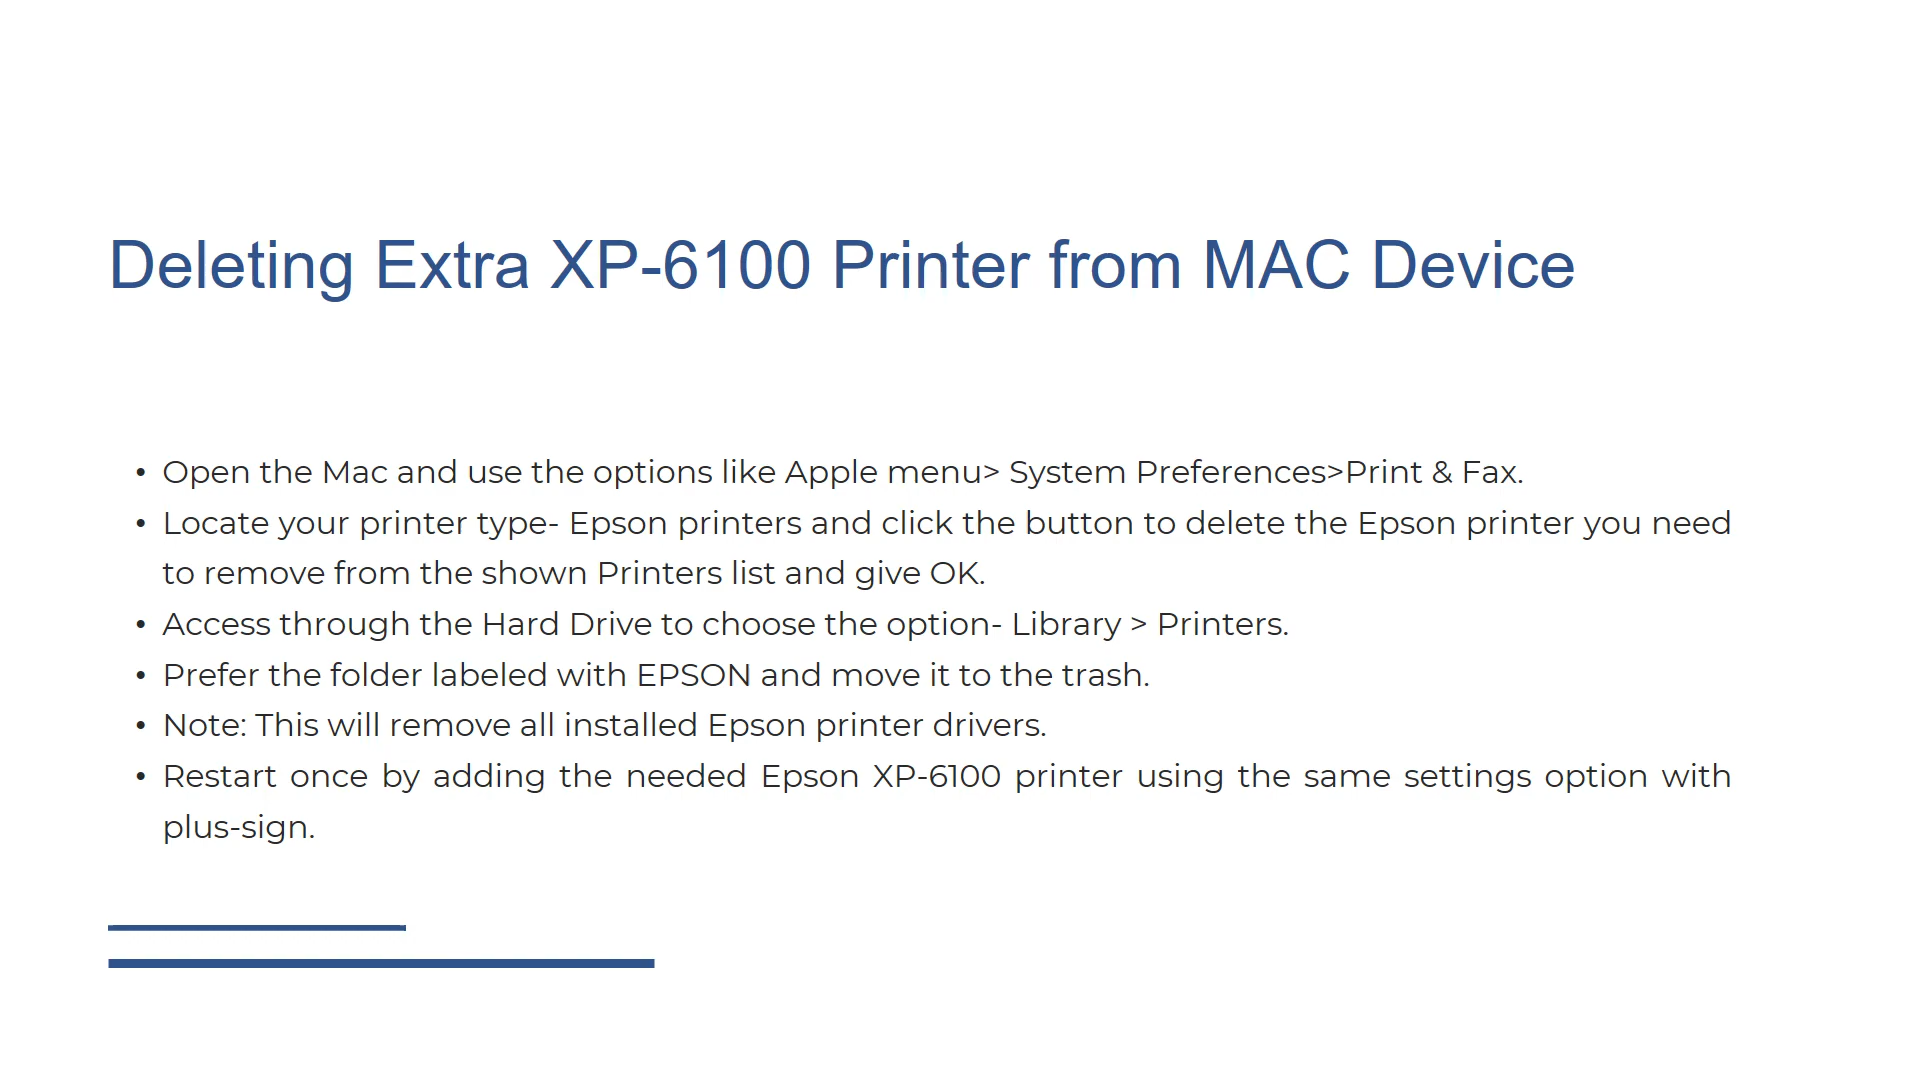 Deleting Extra XP-6100 Printer from MAC Device
• Open the Mac and use the options like Apple menu> System Preferences>Print & Fax.
• Locate your printer type- Epson printers and click the button to delete the Epson printer you need
to remove from the shown Printers list and give OK.
• Access through the Hard Drive to choose the option- Library > Printers.
• Prefer the folder labeled with EPSON and move it to the trash.
• Note: This will remove all installed Epson printer drivers.
• Restart once by adding the needed Epson XP-6100 printer using the same settings option with
plus-sign.